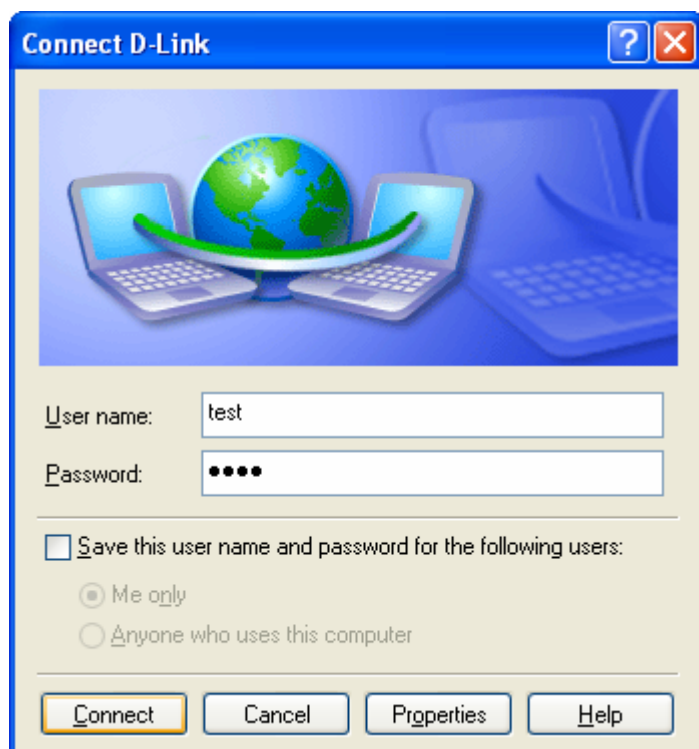 Connect D-Link
User name: test
Password: ••••
Save this user name and password for the following users:
Me only
Anyone who uses this computer
Connect Cancel Properties Help